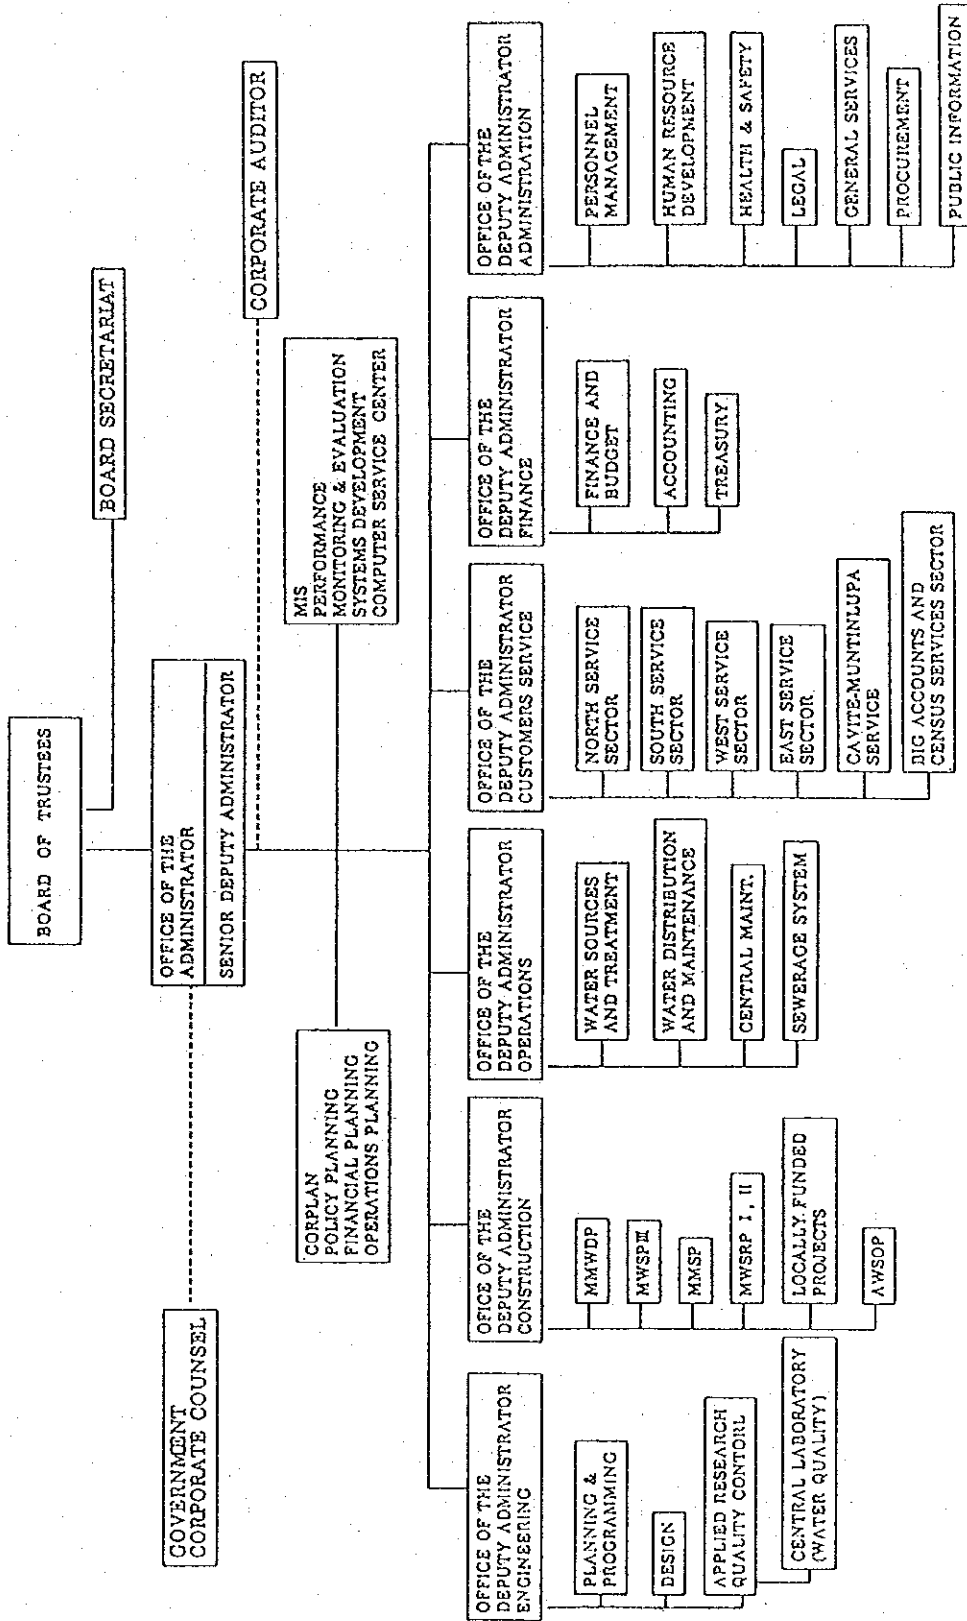 BOARD OF TRUSTEES
BOARD SECRETARIAT
OFFICE OF THE
ADMINISTRATOR
SENIOR DEPUTY ADMINISTRATOR
GOVERNMENT
CORPORATE COUNSEL
CORPORATE AUDITOR
CORPLAN
POLICY PLANNING
FINANCIAL PLANNING
OPERATIONS PLANNING
MIS
PERFORMANCE
MONITORING & EVALUATION
SYSTEMS DEVELOPMENT
COMPUTER SERVICE CENTER
OFFICE OF THE
DEPUTY ADMINISTRATOR
ENGINEERING
PLANNING &
PROGRAMMING
DESIGN
APPLIED RESEARCH
QUALITY CONTORL
CENTRAL LABORATORY
(WATER QUALITY)
OFICE OF THE
DEPUTY ADMINISTRATOR
CONSTRUCTION
MMWDP
MWSPⅢ
MMSP
MWSRP I, II
LOCALLY. FUNDED
PROJECTS
AWSOP
OFFICE OF THE
DEPUTY ADMINISTRATOR
OPERATIONS
WATER SOURCES
AND TREATMENT
WATER DISTRIBUTION
AND MAINTENANCE
CENTRAL MAINT.
SEWERAGE SYSTEM
OFFICE OF THE
DEPUTY ADMINISTRATOR
CUSTOMERS SERVICE
NORTH SERVICE
SECTOR
SOUTH SERVICE
SECTOR
WEST SERVICE
SECTOR
EAST SERVICE
SECTOR
CAVITE-MUNTINLUPA
SERVICE
BIG ACCOUNTS AND
CENSUS SERVICES SECTOR
OFFICE OF THE
DEPUTY ADMINISTRATOR
FINANCE
FINANCE AND
BUDGET
ACCOUNTING
TREASURY
OFFICE OF THE
DEPUTY ADMINISTRATOR
ADMINISTRATION
PERSONNEL
MANAGEMENT
HUMAN RESOURCE
DEVELOPMENT
HEALTH & SAFETY
LEGAL
GENERAL SERVICES
PROCUREMENT
PUBLIC INFORMATION